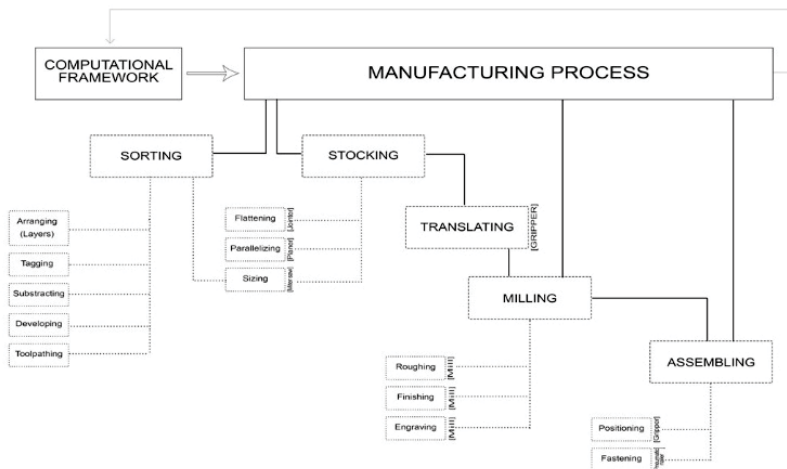 COMPUTATIONAL
FRAMEWORK
MANUFACTURING PROCESS
SORTING
STOCKING
Arranging
(Layers)
Tagging
Substracting
Developing
Toolpathing
Flattening
[Jointer]
Parallelizing
[Planer]
Sizing
TRANSLATING
[GRIPPER]
MILLING
Roughing
[Mill]
Finishing
[Mill]
Engraving
[Mill]
ASSEMBLING
Positioning
[Gripper]
Fastening